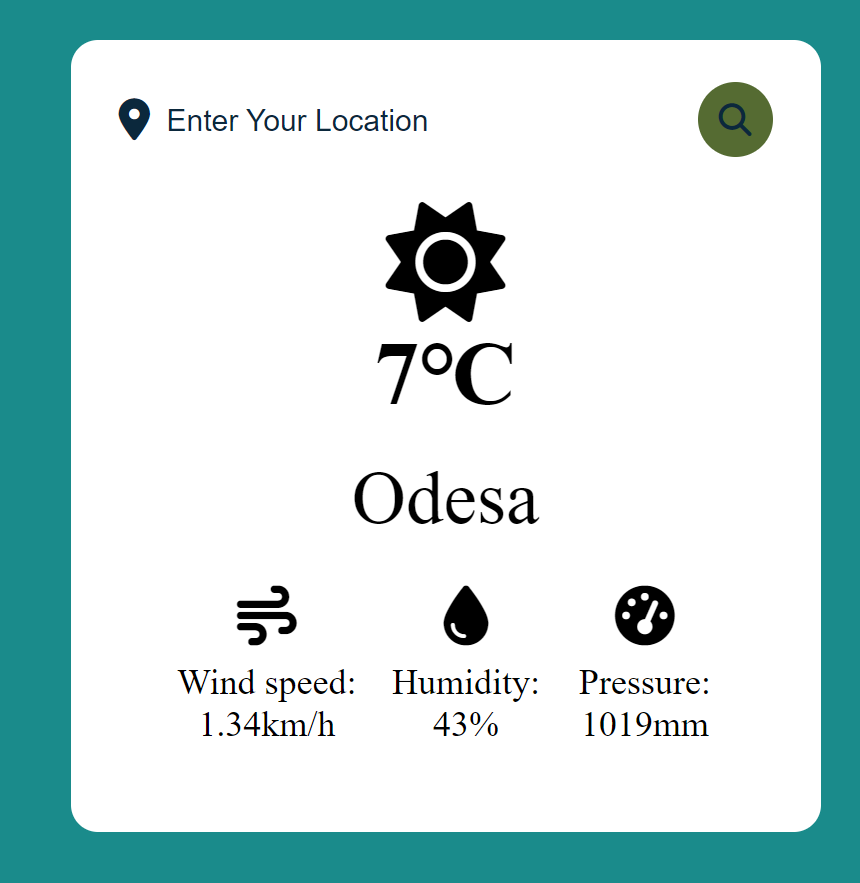 Enter Your Location
7°C
Odesa
Wind speed:
1.34km/h
Humidity:
43%
Pressure:
1019mm